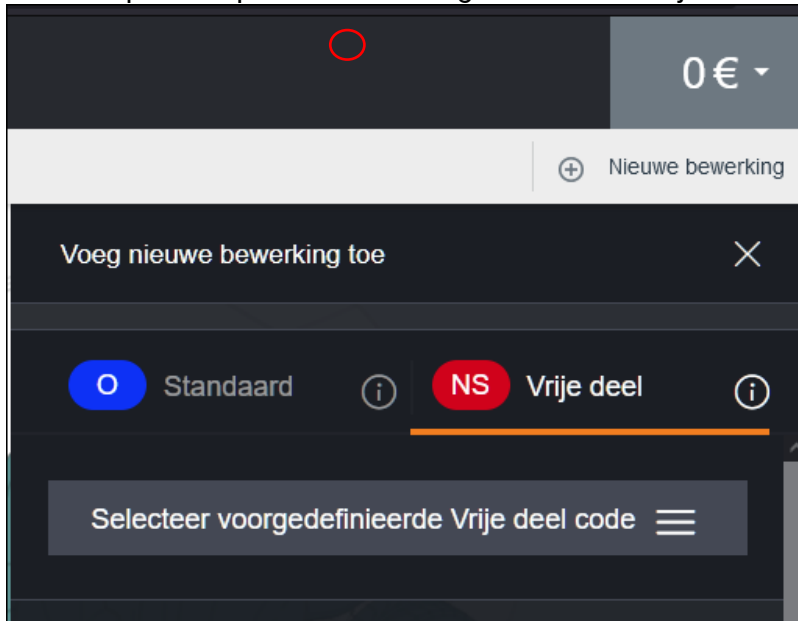 0 €
Nieuwe bewerking
Voeg nieuwe bewerking toe
O Standaard NS Vrije deel
Selecteer voorgedefinieerde Vrije deel code